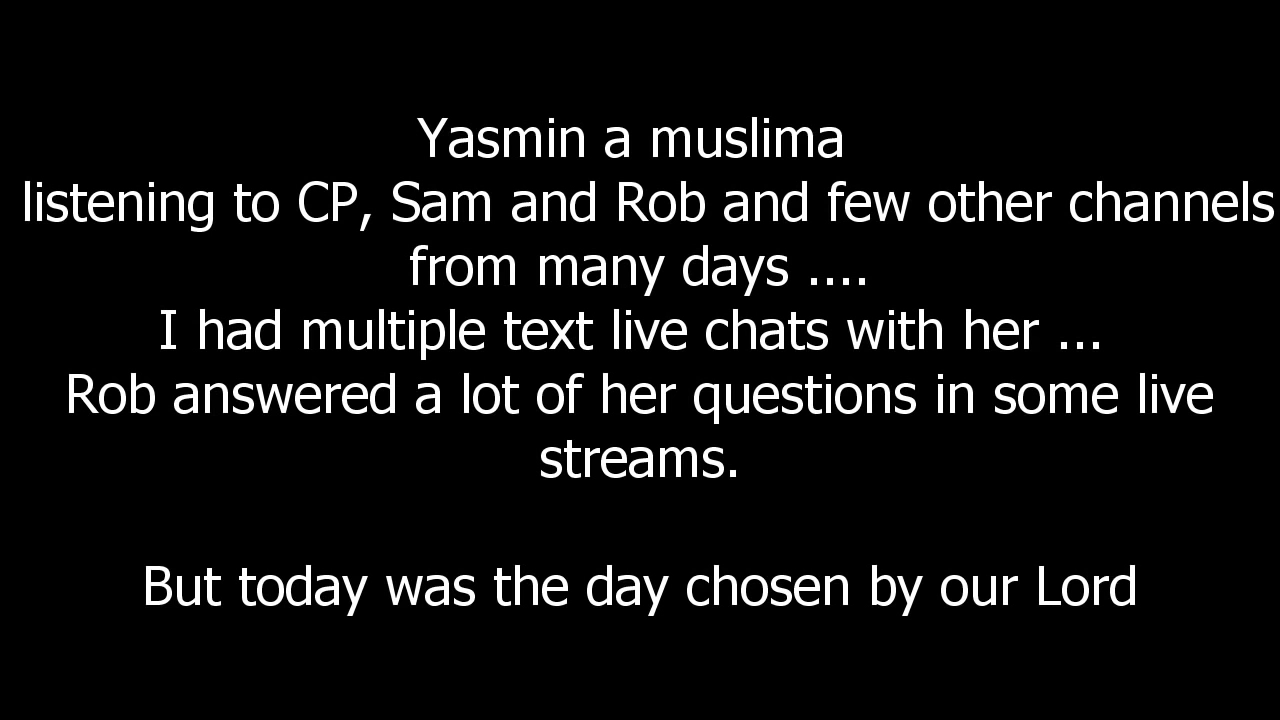 Yasmin a muslima
listening to CP, Sam and Rob and few other channels
from many days ....
I had multiple text live chats with her ...
Rob answered a lot of her questions in some live
streams.
But today was the day chosen by our Lord